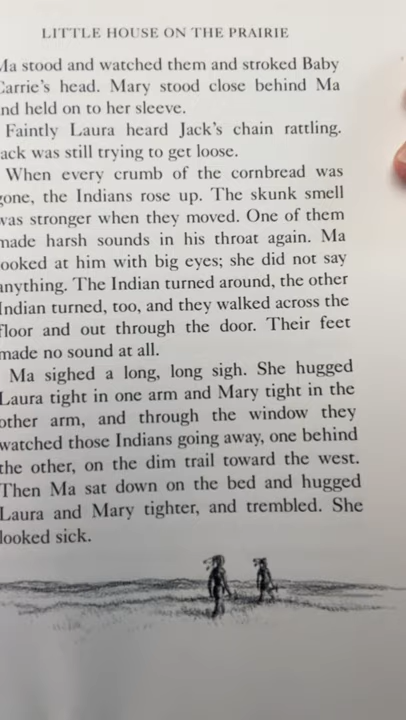 LITTLE HOUSE ON THE PRAIRIE
Ma stood and watched them and stroked Baby
Carrie's head. Mary stood close behind Ma
and held on to her sleeve.
Faintly Laura heard Jack's chain rattling.
Jack was still trying to get loose.
When every crumb of the cornbread was
gone, the Indians rose up. The skunk smell
was stronger when they moved. One of them
made harsh sounds in his throat again. Ma
looked at him with big eyes; she did not say
anything. The Indian turned around, the other
Indian turned, too, and they walked across the
floor and out through the door. Their feet
made no sound at all.
Ma sighed a long, long sigh. She hugged
Laura tight in one arm and Mary tight in the
other arm, and through the window they
watched those Indians going away, one behind
the other, on the dim trail toward the west.
Then Ma sat down on the bed and hugged
Laura and Mary tighter, and trembled. She
looked sick.